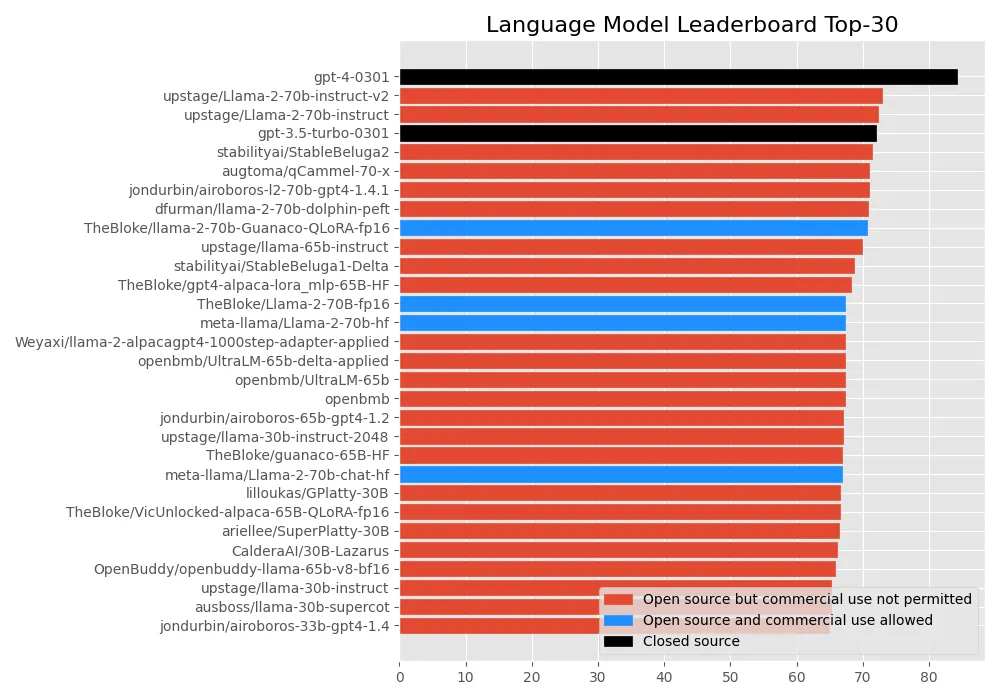 Language Model Leaderboard Top-30
gpt-4-0301
upstage/Llama-2-70b-instruct-v2
upstage/Llama-2-70b-instruct
gpt-3.5-turbo-0301
stabilityai/StableBeluga2
augtoma/qCammel-70-x
jondurbin/airoboros-l2-70b-gpt4-1.4.1
dfurman/llama-2-70b-dolphin-peft
TheBloke/llama-2-70b-Guanaco-QLoRA-fp16
upstage/llama-65b-instruct
stabilityai/StableBeluga1-Delta
TheBloke/gpt4-alpaca-lora_mlp-65B-HF
TheBloke/Llama-2-70B-fp16
meta-llama/Llama-2-70b-hf
Weyaxi/llama-2-alpacagpt4-1000step-adapter-applied
openbmb/UltraLM-65b-delta-applied
openbmb/UltraLM-65b
openbmb
jondurbin/airoboros-65b-gpt4-1.2
upstage/llama-30b-instruct-2048
TheBloke/guanaco-65B-HF
meta-llama/Llama-2-70b-chat-hf
lilloukas/GPlatty-30B
TheBloke/VicUnlocked-alpaca-65B-QLoRA-fp16
ariellee/SuperPlatty-30B
CalderaAI/30B-Lazarus
OpenBuddy/openbuddy-llama-65b-v8-bf16
upstage/llama-30b-instruct
ausboss/llama-30b-supercot
jondurbin/airoboros-33b-gpt4-1.4
Open source but commercial use not permitted
Open source and commercial use allowed
Closed source
0 10 20 30 40 50 60 70 80